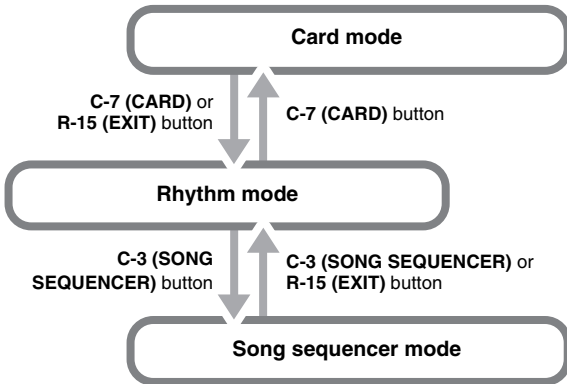 Card mode
C-7 (CARD) or
R-15 (EXIT) button
C-7 (CARD) button
Rhythm mode
C-3 (SONG
SEQUENCER) button
C-3 (SONG SEQUENCER) or
R-15 (EXIT) button
Song sequencer mode